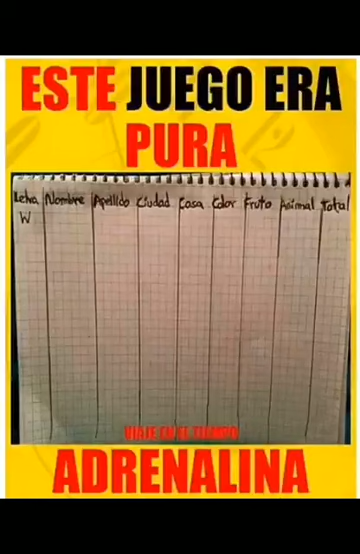 ESTE JUEGO ERA
PURA
Letra Nombre Apellido Ciudad Cosa Color Fruto Animal Total
W
VIAJE EN EL TIEMPO
ADRENALINA